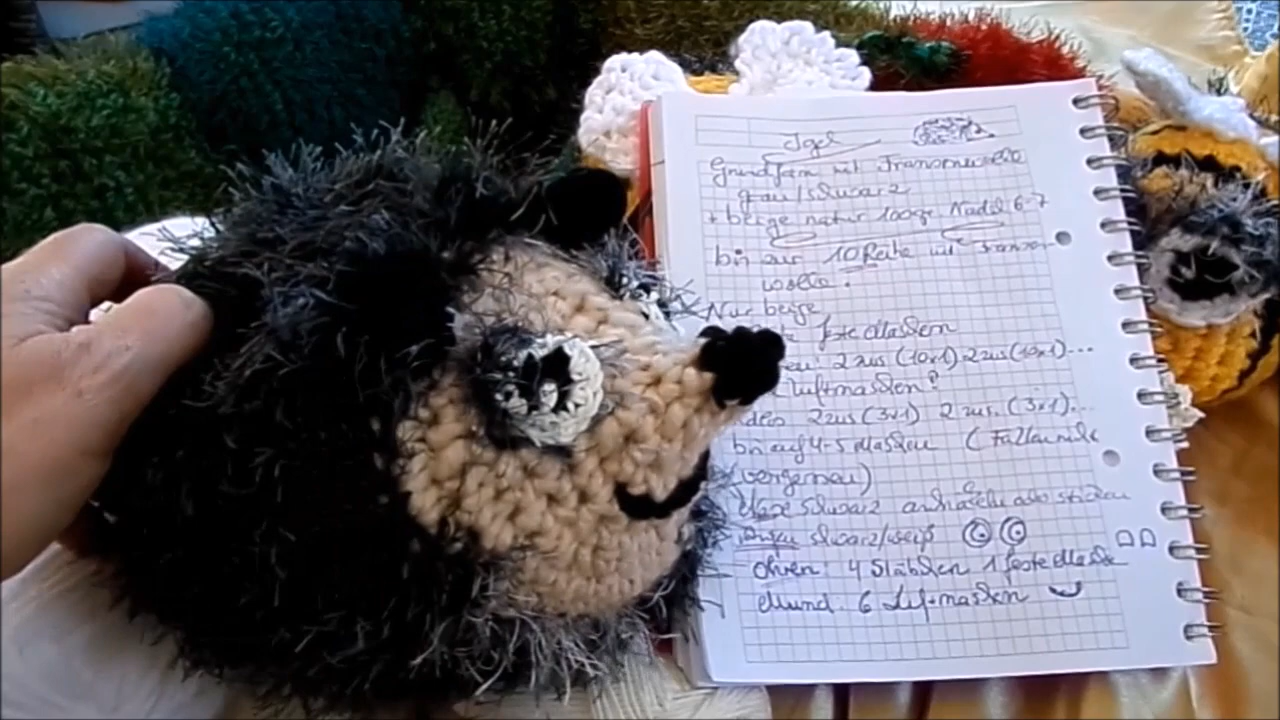 Igel
Grundform mit Fransenwolle
grau/schwarz
+ beige natur 100gr. Nadel 6-7
bis zur 10 Reihe mit Fransen
wolle.
Nur beige
feste Maschen
2 zus (10x1) 2 zus (10x1)...
Luftmaschen?
2 zus (3x1) 2 zus. (3x1)...
bis auf 4-5 Maschen (Fallmasche
vergessen)
Nase schwarz anhäkeln oder sticken
Augen schwarz/weiß
Ohren: 4 Stäbchen 1 feste Masche
Mund. 6 Luftmaschen